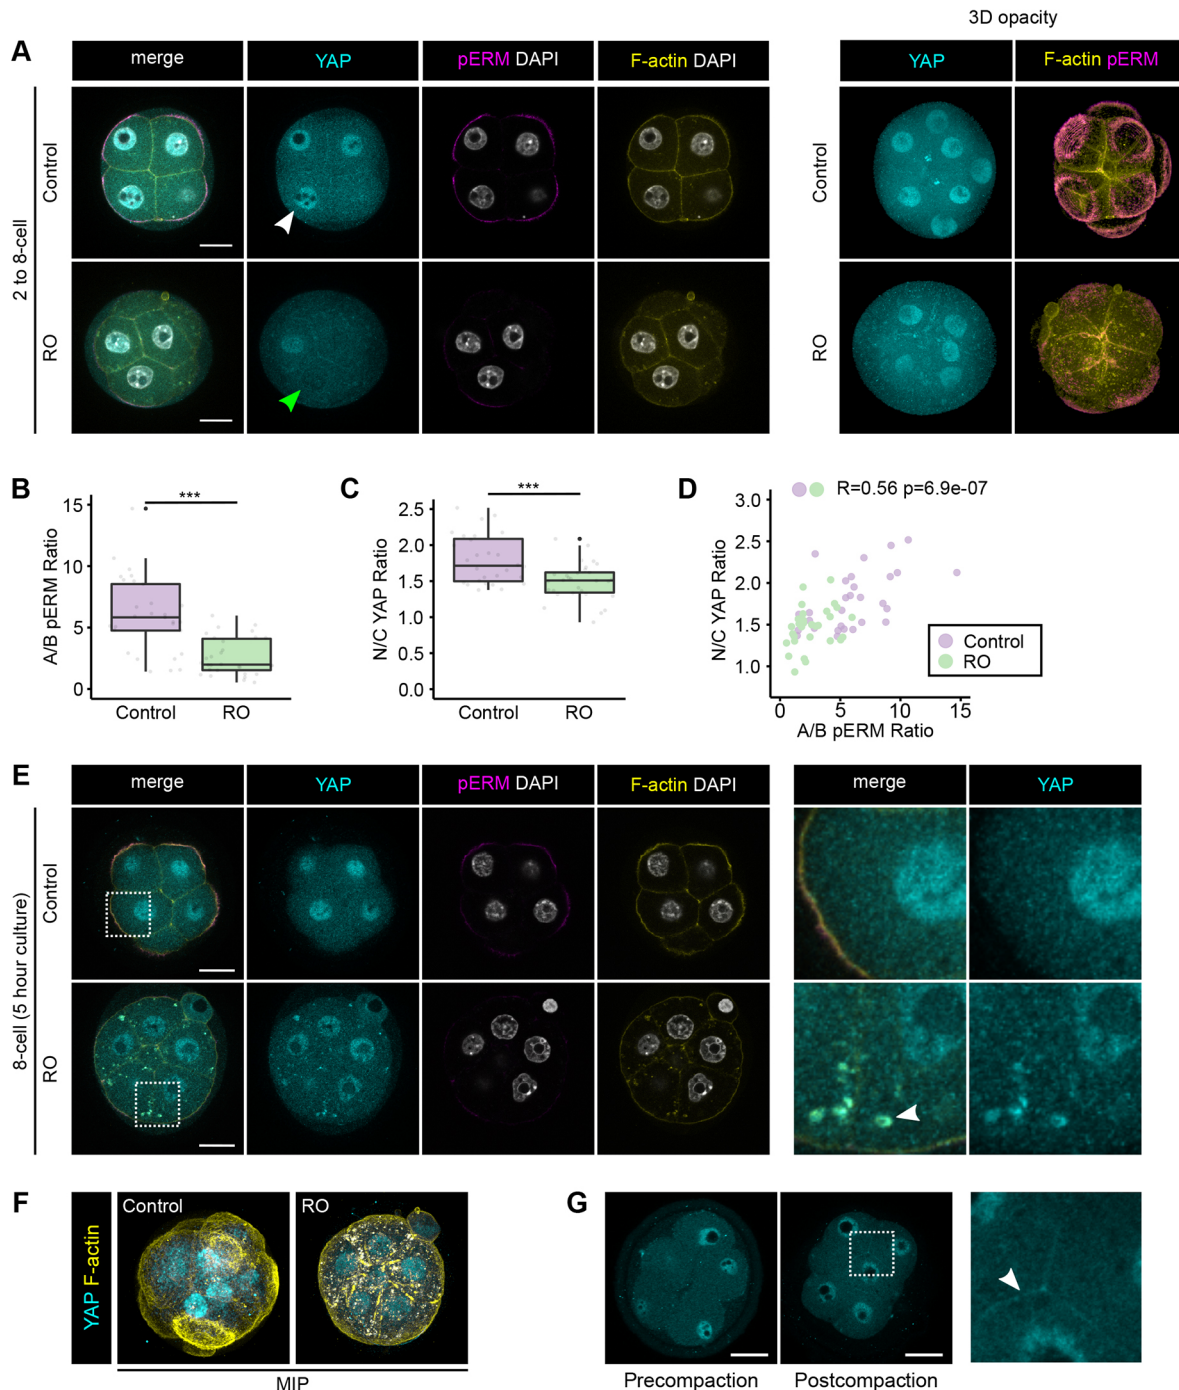 3D opacity
A
merge
YAP
pERM DAPI
F-actin DAPI
YAP
F-actin pERM
2 to 8-cell
Control
RO
Control
RO
B
A/B pERM Ratio
15
10
5
0
***
Control
RO
C
N/C YAP Ratio
2.5
2.0
1.5
1.0
0.5
0.0
***
Control
RO
D
R=0.56 p=6.9e-07
N/C YAP Ratio
3.0
2.5
2.0
1.5
1.0
Control
RO
0
5
10
15
A/B pERM Ratio
E
merge
YAP
pERM DAPI
F-actin DAPI
merge
YAP
8-cell (5 hour culture)
Control
RO
F
YAP F-actin
Control
RO
MIP
G
Precompaction
Postcompaction